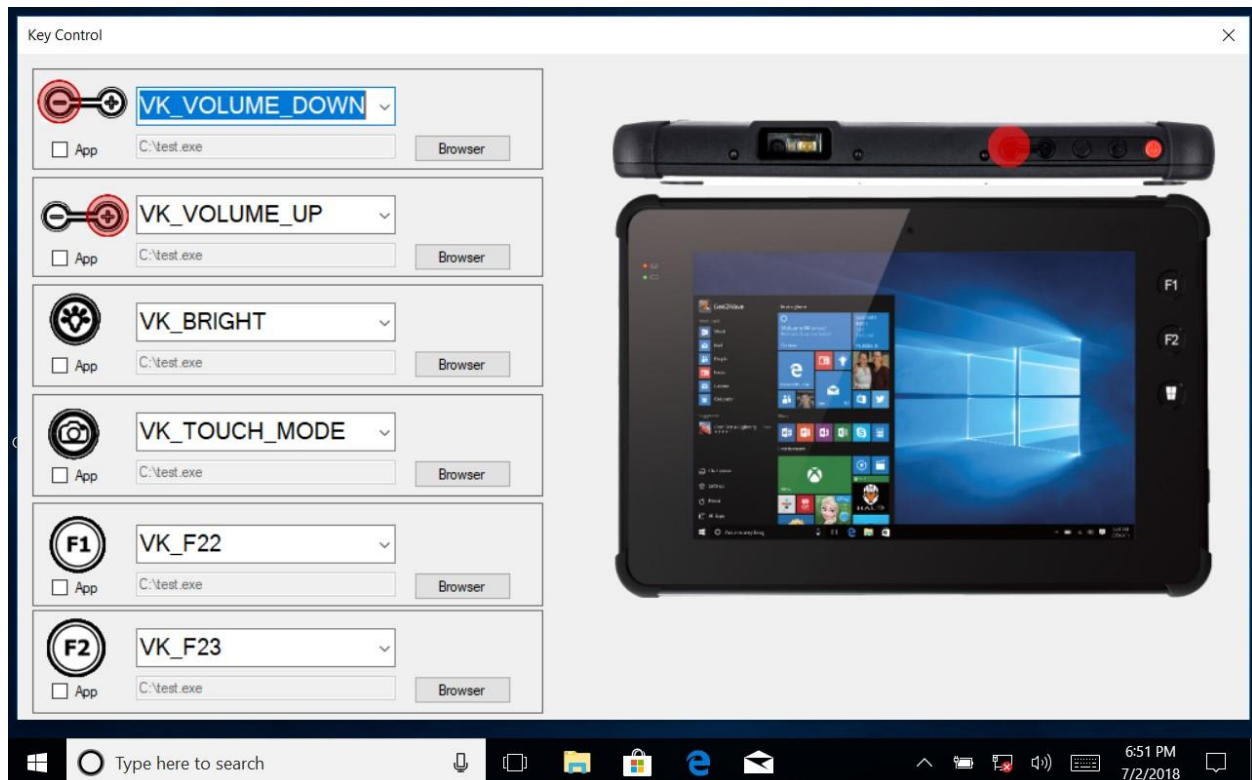 Key Control
VK_VOLUME_DOWN
App
C:\test.exe
Browser
VK_VOLUME_UP
App
C:\test.exe
Browser
VK_BRIGHT
App
C:\test.exe
Browser
VK_TOUCH_MODE
App
C:\test.exe
Browser
F1
VK_F22
App
C:\test.exe
Browser
F2
VK_F23
App
C:\test.exe
Browser
F1
F2
HALO
Type here to search
6:51 PM
7/2/2018